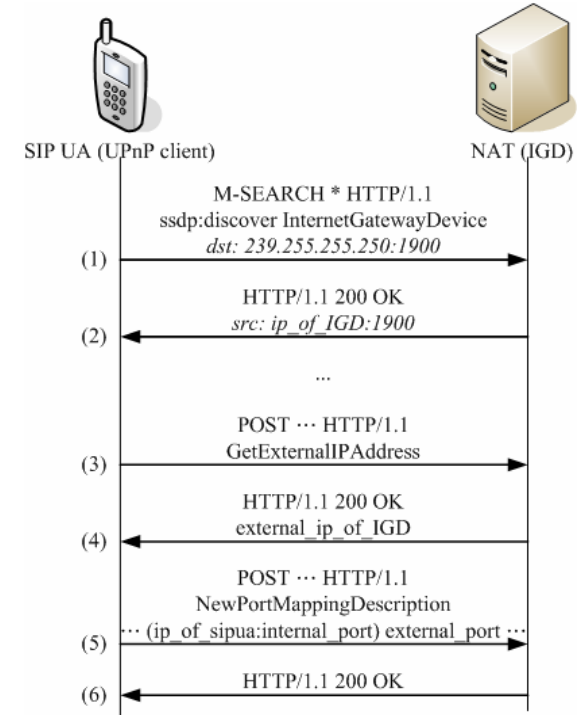 SIP UA (UPnP client)
NAT (IGD)
M-SEARCH * HTTP/1.1
ssdp:discover InternetGatewayDevice
dst: 239.255.255.250:1900
(1)
HTTP/1.1 200 OK
src: ip_of_IGD:1900
(2)
...
POST ··· HTTP/1.1
GetExternalIPAddress
(3)
HTTP/1.1 200 OK
external_ip_of_IGD
(4)
POST ··· HTTP/1.1
NewPortMappingDescription
··· (ip_of_sipua:internal_port) external_port ···
(5)
HTTP/1.1 200 OK
(6)